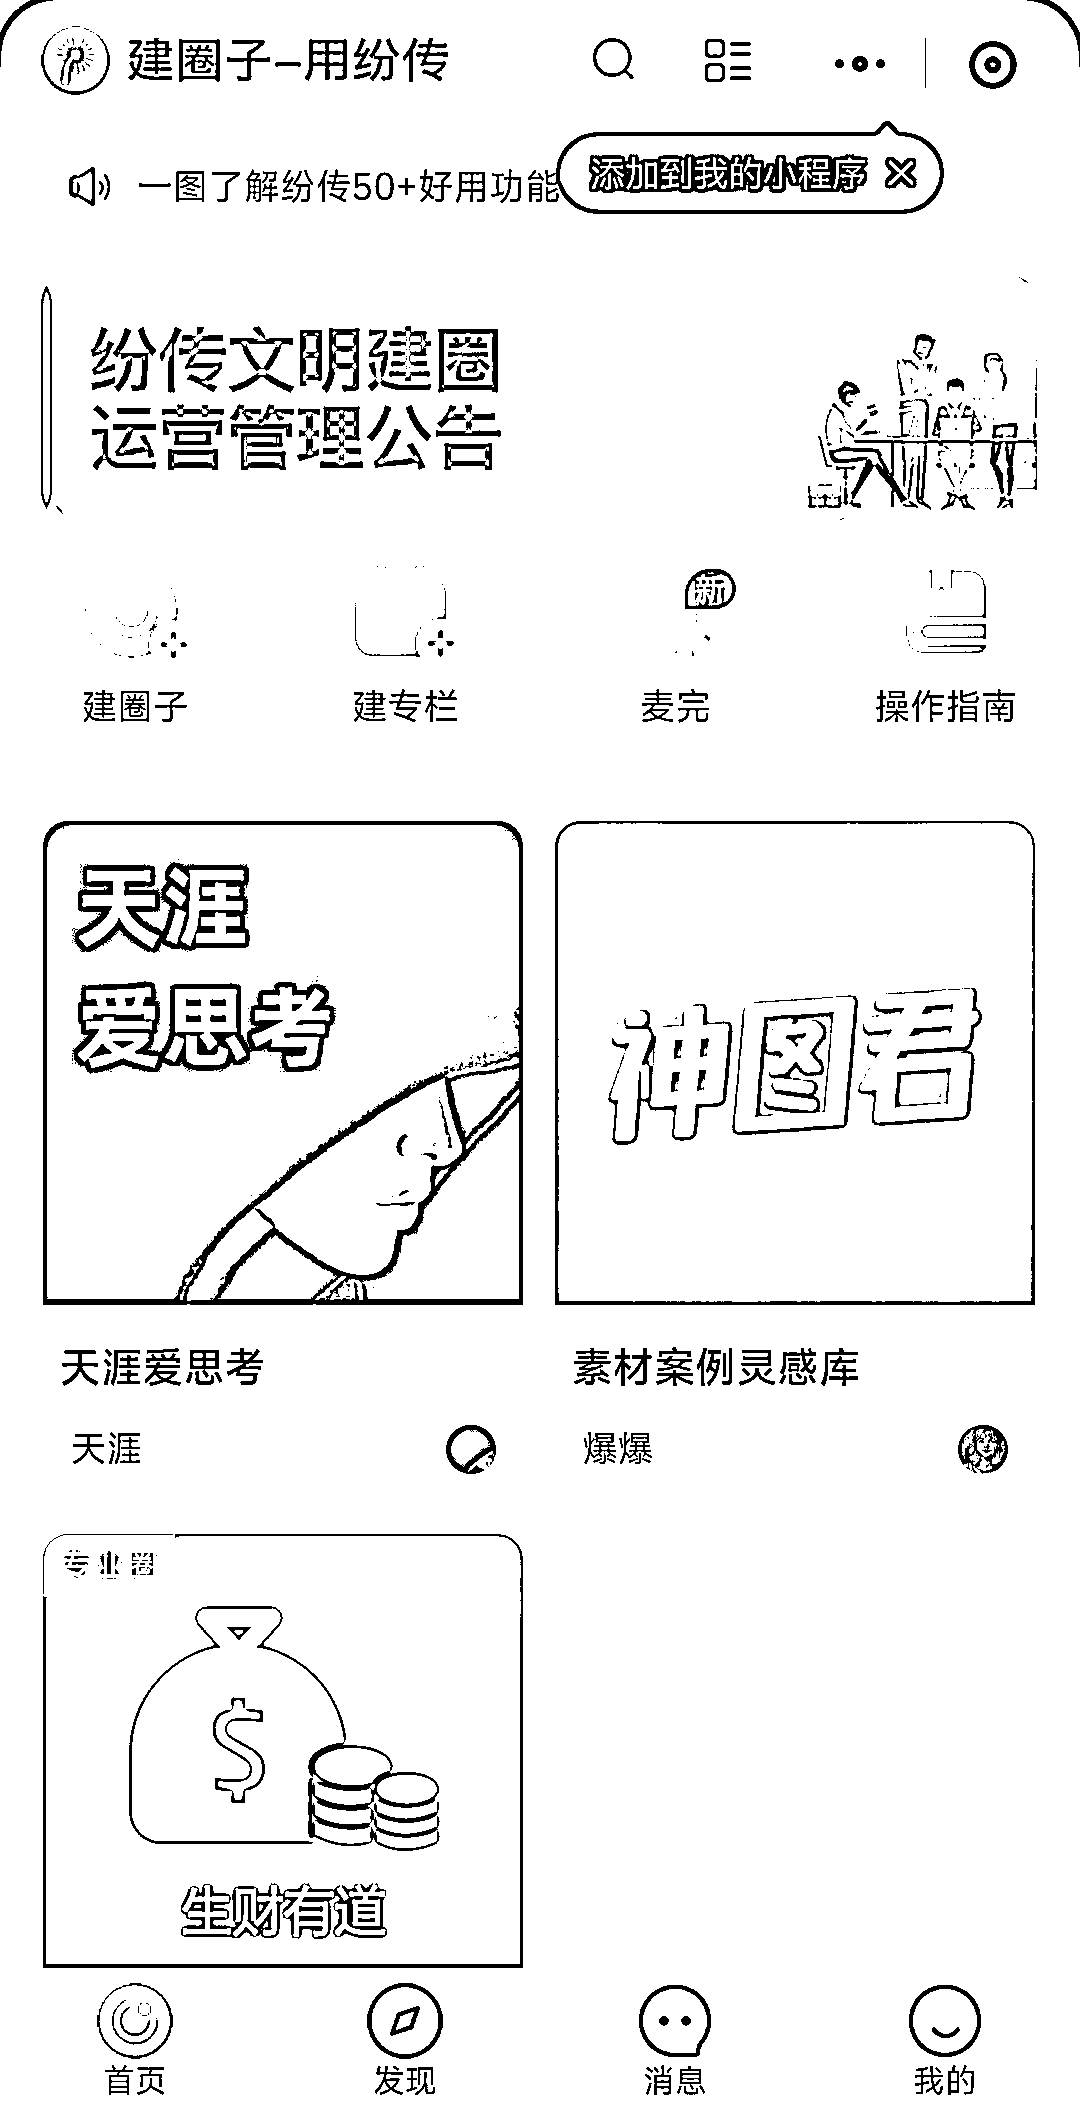 建圈子-用纷传
一图了解纷传50+好用功能
添加到我的小程序
纷传文明建圈
运营管理公告
新
建圈子
建专栏
麦完
操作指南
天涯
爱思考
神图君
天涯爱思考
素材案例灵感库
天涯
爆爆
专业圈
$
生财有道
首页
发现
消息
我的